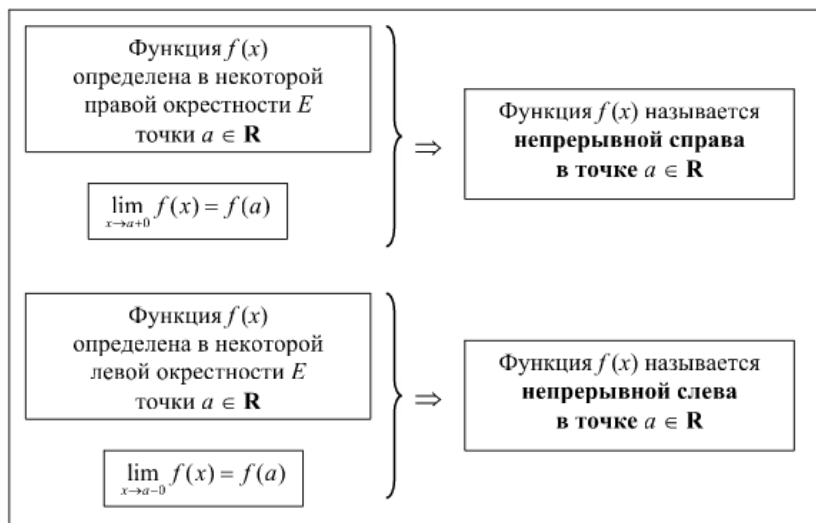 Функция f(x)
определена в некоторой
правой окрестности E
точки a ∈ R
lim f(x) = f(a)
x→a+0
⇒
Функция f(x) называется
непрерывной справа
в точке a ∈ R
Функция f(x)
определена в некоторой
левой окрестности E
точки a ∈ R
lim f(x) = f(a)
x→a−0
⇒
Функция f(x) называется
непрерывной слева
в точке a ∈ R